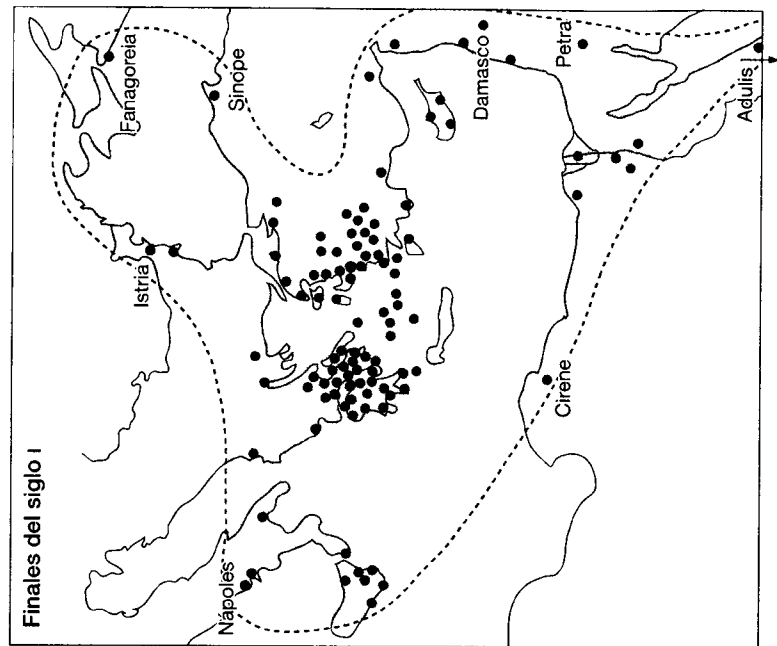 Finales del siglo I
Nápoles
Istria
Fanagoreia
Sinope
Damasco
Petra
Cirene
Adulis